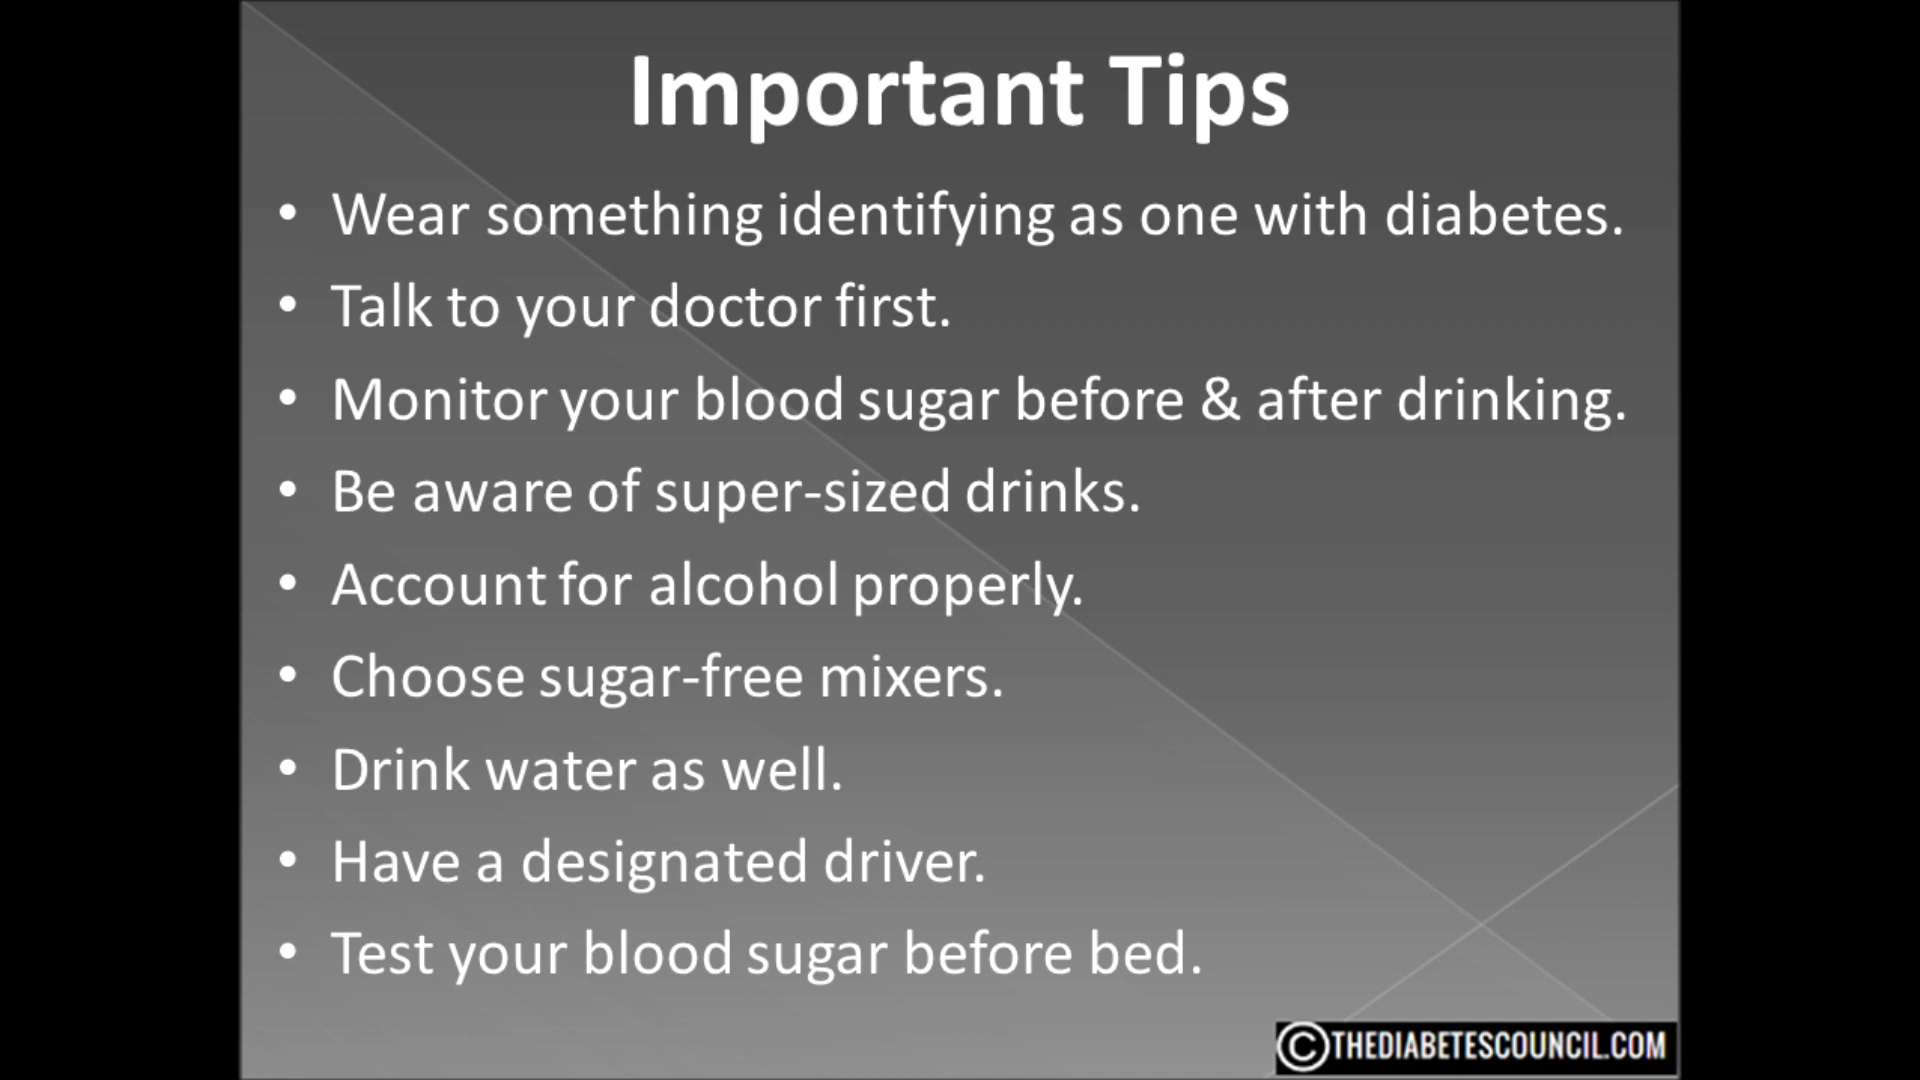 Important Tips
• Wear something identifying as one with diabetes.
• Talk to your doctor first.
• Monitor your blood sugar before & after drinking.
• Be aware of super-sized drinks.
• Account for alcohol properly.
• Choose sugar-free mixers.
• Drink water as well.
• Have a designated driver.
• Test your blood sugar before bed.
©THEDIABETESCOUNCIL.COM